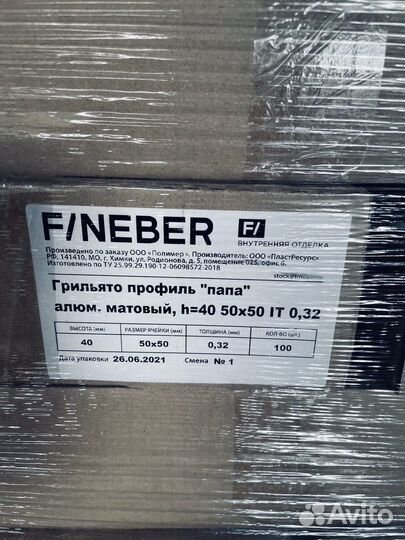 F/NEBER
F/
ВНУТРЕННЯЯ ОТДЕЛКА
Произведено по заказу ООО «Полимер». Производитель: ООО «ПластРесурс»
РФ, 141410, МО, г. Химки, ул. Родионова, д. 5, помещение 025, офис 6.
Изготовлено по ТУ 25.99.29.190-12-06098572-2018
Грильято профиль "папа"
алюм. матовый, h=40 50x50 IT 0,32
ВЫСОТА (мм) РАЗМЕР ЯЧЕЙКИ (мм) ТОЛЩИНА (мм) КОЛ-ВО (шт.)
40 50x50 0,32 100
Дата упаковки 26.06.2021 Смена № 1
Avito